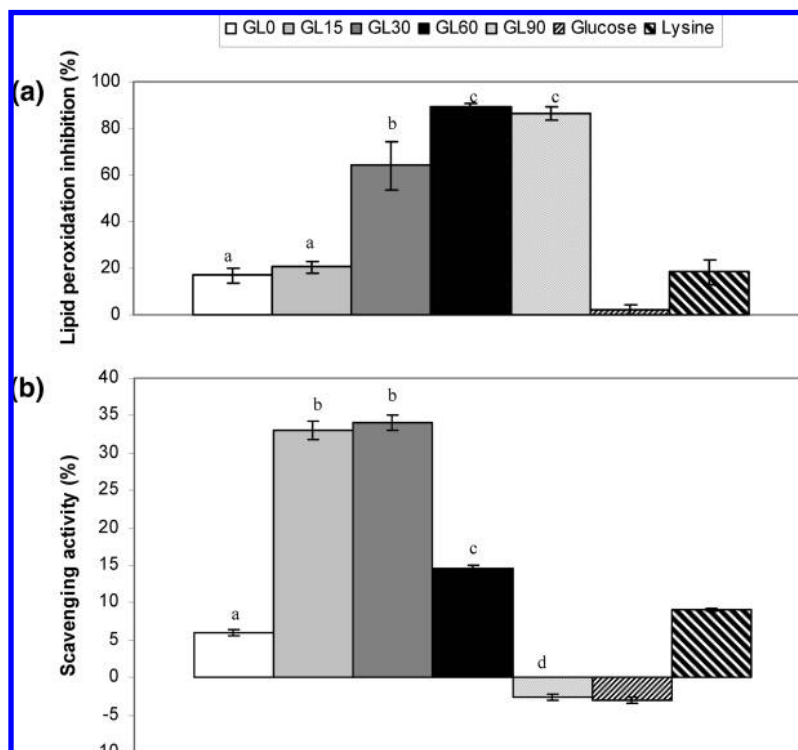 GL0 GL15 GL30 GL60 GL90 Glucose Lysine
(a)
Lipid peroxidation inhibition (%)
100
80
60
40
20
0
a
a
b
c
c
(b)
Scavenging activity (%)
40
35
30
25
20
15
10
5
0
-5
-10
a
b
b
c
d